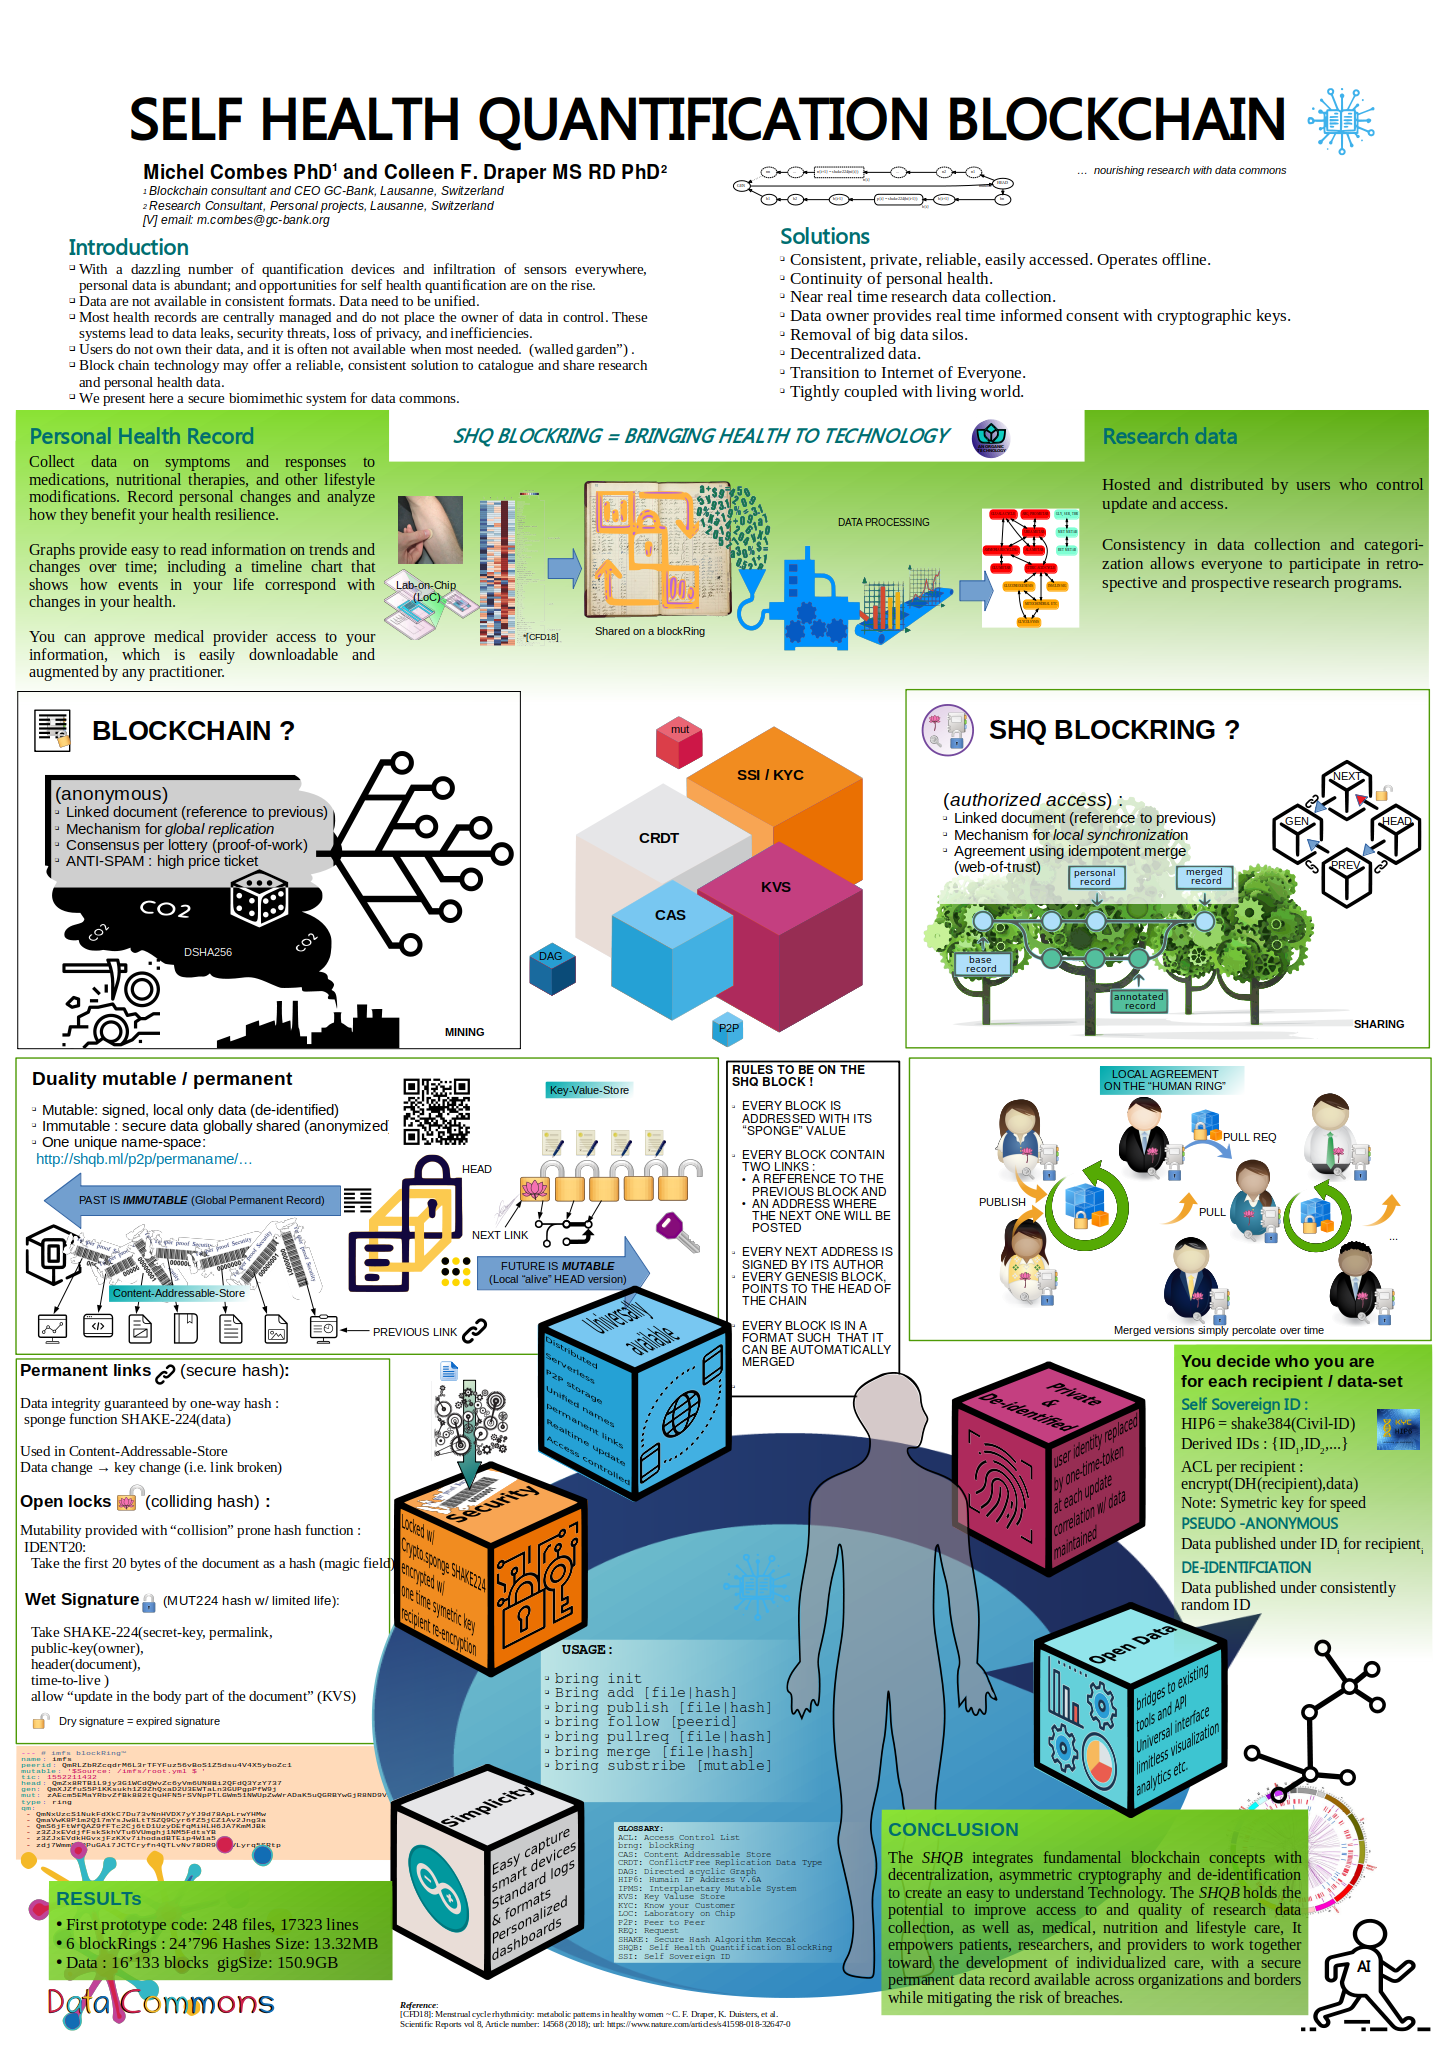 SELF HEALTH QUANTIFICATION BLOCKCHAIN
Michel Combes PhD1 and Colleen F. Draper MS RD PhD2
1 Blockchain consultant and CEO GC-Bank, Lausanne, Switzerland
2 Research Consultant, Personal projects, Lausanne, Switzerland
[V] email: m.combes@gc-bank.org
… nourishing research with data commons
Introduction
With a dazzling number of quantification devices and infiltration of sensors everywhere,
personal data is abundant; and opportunities for self health quantification are on the rise.
Data are not available in consistent formats. Data need to be unified.
Most health records are centrally managed and do not place the owner of data in control. These
systems lead to data leaks, security threats, loss of privacy, and inefficiencies.
Users do not own their data, and it is often not available when most needed. (walled garden”) .
Block chain technology may offer a reliable, consistent solution to catalogue and share research
and personal health data.
We present here a secure biomimethic system for data commons.
Solutions
Consistent, private, reliable, easily accessed. Operates offline.
Continuity of personal health.
Near real time research data collection.
Data owner provides real time informed consent with cryptographic keys.
Removal of big data silos.
Decentralized data.
Transition to Internet of Everyone.
Tightly coupled with living world.
Personal Health Record
Collect data on symptoms and responses to
medications, nutritional therapies, and other lifestyle
modifications. Record personal changes and analyze
how they benefit your health resilience.
Graphs provide easy to read information on trends and
changes over time; including a timeline chart that
shows how events in your life correspond with
changes in your health.
You can approve medical provider access to your
information, which is easily downloadable and
augmented by any practitioner.
SHQ BLOCKRING = BRINGING HEALTH TO TECHNOLOGY
Lab-on-Chip
(LoC)
*[CFD18]
Shared on a blockRing
DATA PROCESSING
Research data
Hosted and distributed by users who control
update and access.
Consistency in data collection and categori-
zation allows everyone to participate in retro-
spective and prospective research programs.
BLOCKCHAIN ?
(anonymous)
Linked document (reference to previous)
Mechanism for global replication
Consensus per lottery (proof-of-work)
ANTI-SPAM : high price ticket
CO2
CO2
CO2
DSHA256
MINING
mut
SSI / KYC
CRDT
KVS
CAS
DAG
P2P
SHQ BLOCKRING ?
(authorized access) :
Linked document (reference to previous)
Mechanism for local synchronization
Agreement using idempotent merge
(web-of-trust)
NEXT
GEN
HEAD
PREV
personal
record
merged
record
base
record
annotated
record
SHARING
Duality mutable / permanent
Mutable: signed, local only data (de-identified)
Immutable : secure data globally shared (anonymized
One unique name-space:
http://shqb.ml/p2p/permaname/…
Key-Value-Store
HEAD
PAST IS IMMUTABLE (Global Permanent Record)
NEXT LINK
FUTURE IS MUTABLE
(Local “alive” HEAD version)
Content-Addressable-Store
PREVIOUS LINK
RULES TO BE ON THE
SHQ BLOCK !
EVERY BLOCK IS
ADDRESSED WITH ITS
“SPONGE” VALUE
EVERY BLOCK CONTAIN
TWO LINKS :
A REFERENCE TO THE
PREVIOUS BLOCK AND
AN ADDRESS WHERE
THE NEXT ONE WILL BE
POSTED
EVERY NEXT ADDRESS IS
SIGNED BY ITS AUTHOR
EVERY GENESIS BLOCK,
POINTS TO THE HEAD OF
THE CHAIN
EVERY BLOCK IS IN A
FORMAT SUCH THAT IT
CAN BE AUTOMATICALLY
MERGED
LOCAL AGREEMENT
ON THE “HUMAN RING”
PULL REQ
PUBLISH
PULL
...
Merged versions simply percolate over time
Permanent links (secure hash):
Data integrity guaranteed by one-way hash :
sponge function SHAKE-224(data)
Used in Content-Addressable-Store
Data change → key change (i.e. link broken)
Open locks (colliding hash) :
Mutability provided with “collision” prone hash function :
IDENT20:
Take the first 20 bytes of the document as a hash (magic field)
Wet Signature (MUT224 hash w/ limited life):
Take SHAKE-224(secret-key, permalink,
public-key(owner),
header(document),
time-to-live )
allow “update in the body part of the document” (KVS)
Dry signature = expired signature
Universally
available
Distributed
Serverless
P2P storage
Unified names
permanent links
Realtime update
Access controlled
Security
Locked w/
Crypto.sponge SHAKE224
encrypted w/
one time symetric key
recipient re-encryption
Private
&
De-identified
user identity replaced
by one-time-token
at each update
correlation w/ data
maintained
You decide who you are
for each recipient / data-set
Self Sovereign ID :
HIP6 = shake384(Civil-ID)
Derived IDs : {ID1,ID2,...}
ACL per recipient :
encrypt(DH(recipient),data)
Note: Symetric key for speed
PSEUDO -ANONYMOUS
Data published under IDi for recipienti
DE-IDENTIFCIATION
Data published under consistently
random ID
Open Data
bridges to existing
tools and API
Universal interface
limitless visualization
analytics etc.
USAGE:
bring init
Bring add [file|hash]
bring publish [file|hash]
bring follow [peerid]
bring pullreq [file|hash]
bring merge [file|hash]
bring substribe [mutable]
--- # imfs blockRing™
name: imfs
type: ring
qm:
Simplicity
Easy capture
smart devices
Standard logs
& formats
Personalized
dashboards
GLOSSARY:
ACL: Access Control List
brng: blockRing
CAS: Content Addressable Store
CRDT: ConflictFree Replication Data Type
DAG: Directed acyclic Graph
HIP6: Humain IP Address V.6A
IPMS: Interplanetary Mutable System
KVS: Key Valuse Store
KYC: Know your Customer
LOC: Laboratory on Chip
P2P: Peer to Peer
REQ: Request
SHAKE: Secure Hash Algorithm Keccak
SHQB: Self Health Quantification BlockRing
SSI: Self Sovereign ID
RESULTs
First prototype code: 248 files, 17323 lines
6 blockRings : 24’796 Hashes Size: 13.32MB
Data : 16’133 blocks gigSize: 150.9GB
Data Commons
CONCLUSION
The SHQB integrates fundamental blockchain concepts with
decentralization, asymmetric cryptography and de-identification
to create an easy to understand Technology. The SHQB holds the
potential to improve access to and quality of research data
collection, as well as, medical, nutrition and lifestyle care, It
empowers patients, researchers, and providers to work together
toward the development of individualized care, with a secure
permanent data record available across organizations and borders
while mitigating the risk of breaches.
AI
Reference:
[CFD18]: Menstrual cycle rhythmicity: metabolic patterns in healthy women ~ C. F. Draper, K. Duisters, et al.
Scientific Reports vol 8, Article number: 14568 (2018); url: https://www.nature.com/articles/s41598-018-32647-0